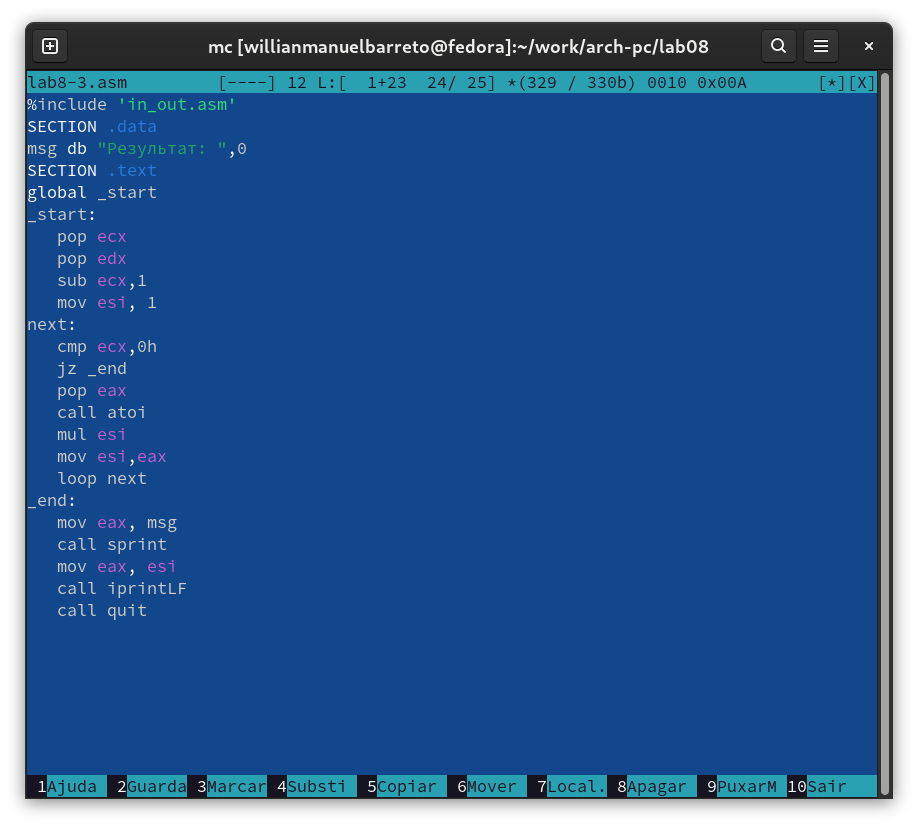 mc [willianmanuelbarreto@fedora]:~/work/arch-pc/lab08
lab8-3.asm [----] 12 L:[ 1+23 24/ 25] *(329 / 330b) 0010 0x00A [*][X]
%include 'in_out.asm'
SECTION .data
msg db "Результат: ",0
SECTION .text
global _start
_start:
pop ecx
pop edx
sub ecx,1
mov esi, 1
next:
cmp ecx,0h
jz _end
pop eax
call atoi
mul esi
mov esi,eax
loop next
_end:
mov eax, msg
call sprint
mov eax, esi
call iprintLF
call quit
1Ajuda 2Guarda 3Marcar 4Substi 5Copiar 6Mover 7Local. 8Apagar 9PuxarM 10Sair